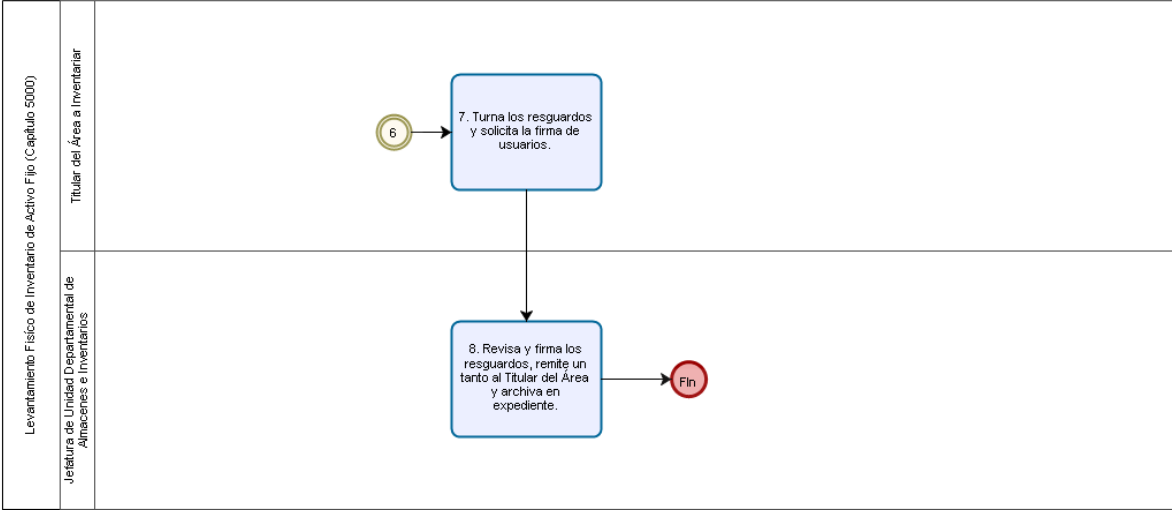 Levantamiento Físico de Inventario de Activo Fijo (Capítulo 5000)
Titular del Área a Inventariar
6
7. Turna los resguardos
y solicita la firma de
usuarios.
Jefatura de Unidad Departamental de
Almacenes e Inventarios
8. Revisa y firma los
resguardos, remite un
tanto al Titular del Área
y archiva en
expediente.
Fin